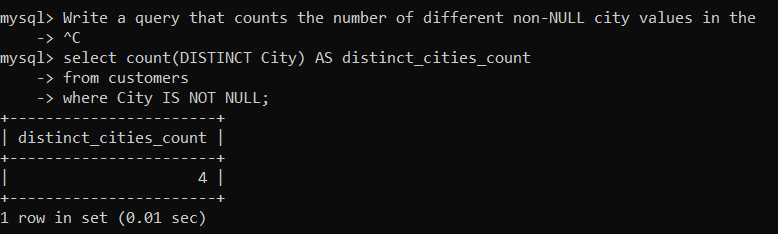 mysql> Write a query that counts the number of different non-NULL city values in the
    -> ^C
mysql> select count(DISTINCT City) AS distinct_cities_count
    -> from customers
    -> where City IS NOT NULL;
+-----------------------+
| distinct_cities_count |
+-----------------------+
|                     4 |
+-----------------------+
1 row in set (0.01 sec)